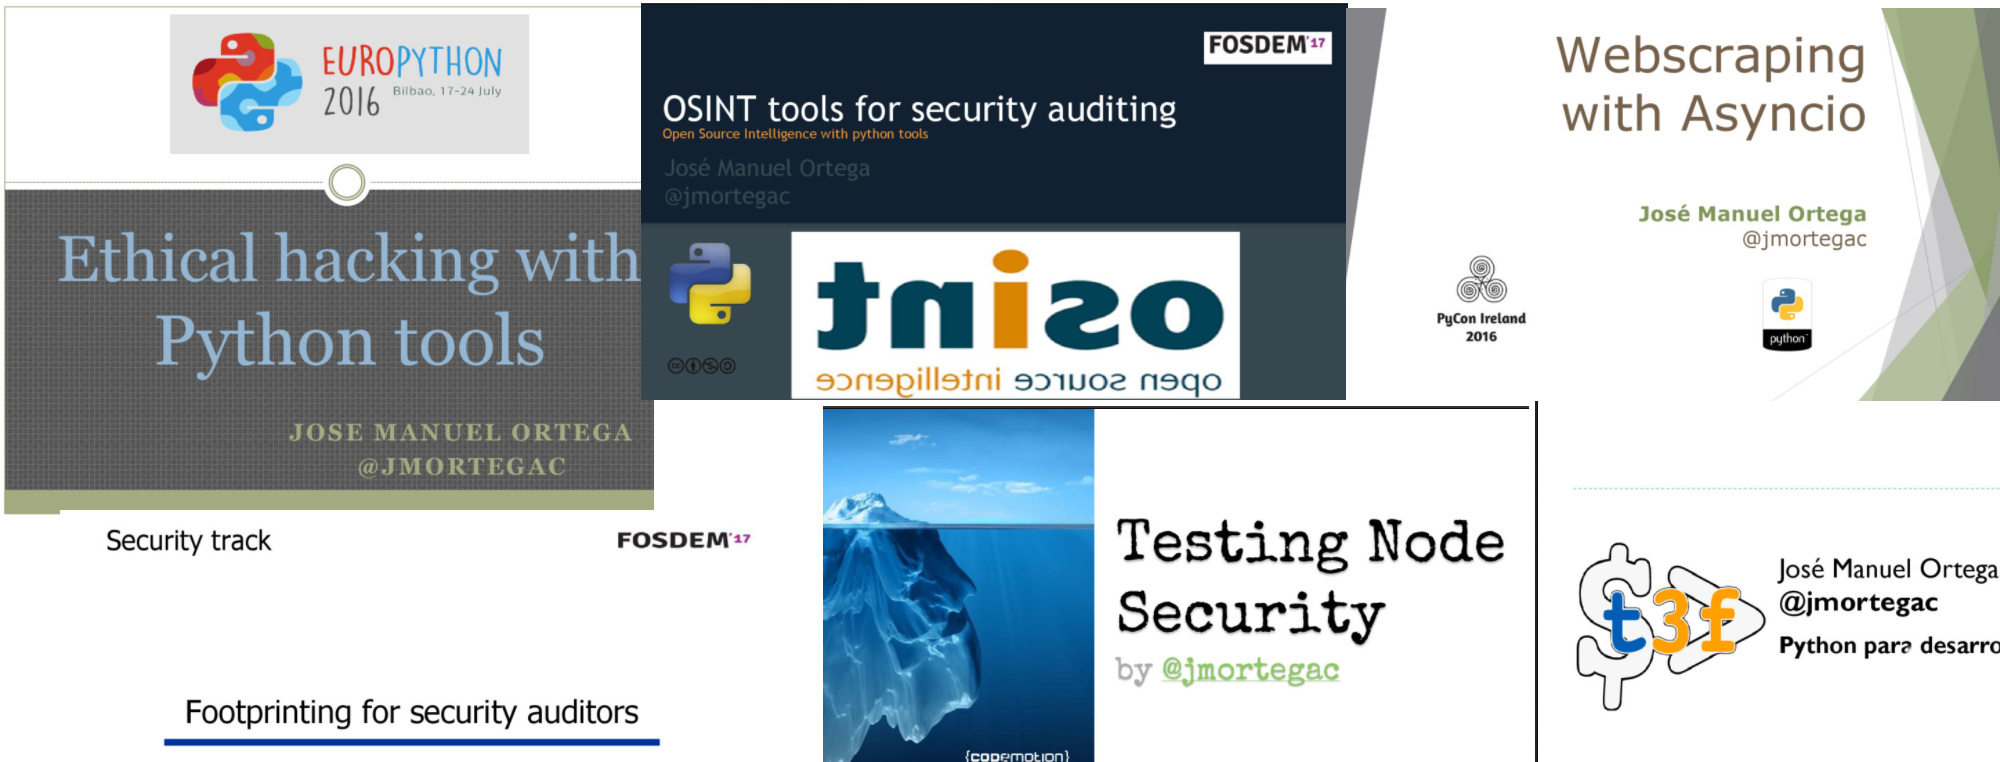 EUROPYTHON
2016 Bilbao, 17-24 July
Ethical hacking with
Python tools
JOSE MANUEL ORTEGA
@JMORTEGAC
FOSDEM'17
OSINT tools for security auditing
Open Source Intelligence with python tools
José Manuel Ortega
@jmortegac
osint
open source intelligence
Webscraping
with Asyncio
José Manuel Ortega
@jmortegac
PyCon Ireland
2016
python
Security track
FOSDEM'17
Footprinting for security auditors
Testing Node
Security
by @jmortegac
{codemotion}
t3f
José Manuel Ortega
@jmortegac
Python para desarro